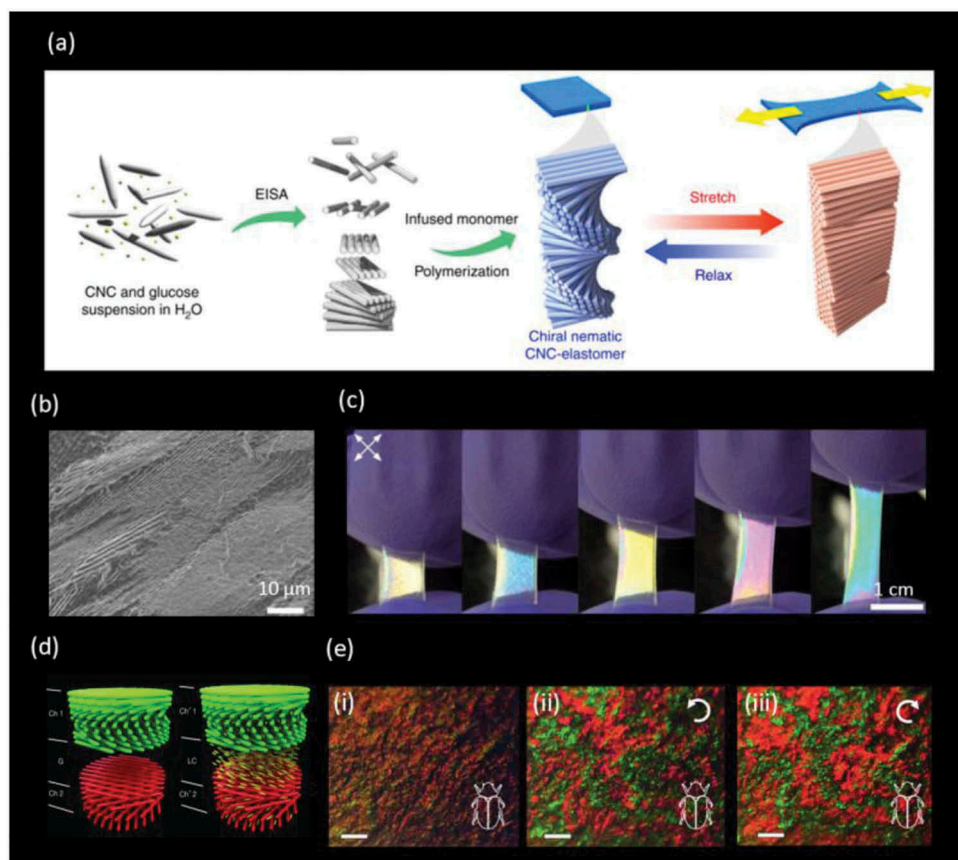 (a)
EISA
CNC and glucose
suspension in H₂O
Infused monomer
Polymerization
Chiral nematic
CNC-elastomer
Stretch
Relax
(b)
10 µm
(c)
1 cm
(d)
Ch 1
G
Ch 2
Ch* 1
LC
Ch* 2
(e)
(i)
(ii)
(iii)